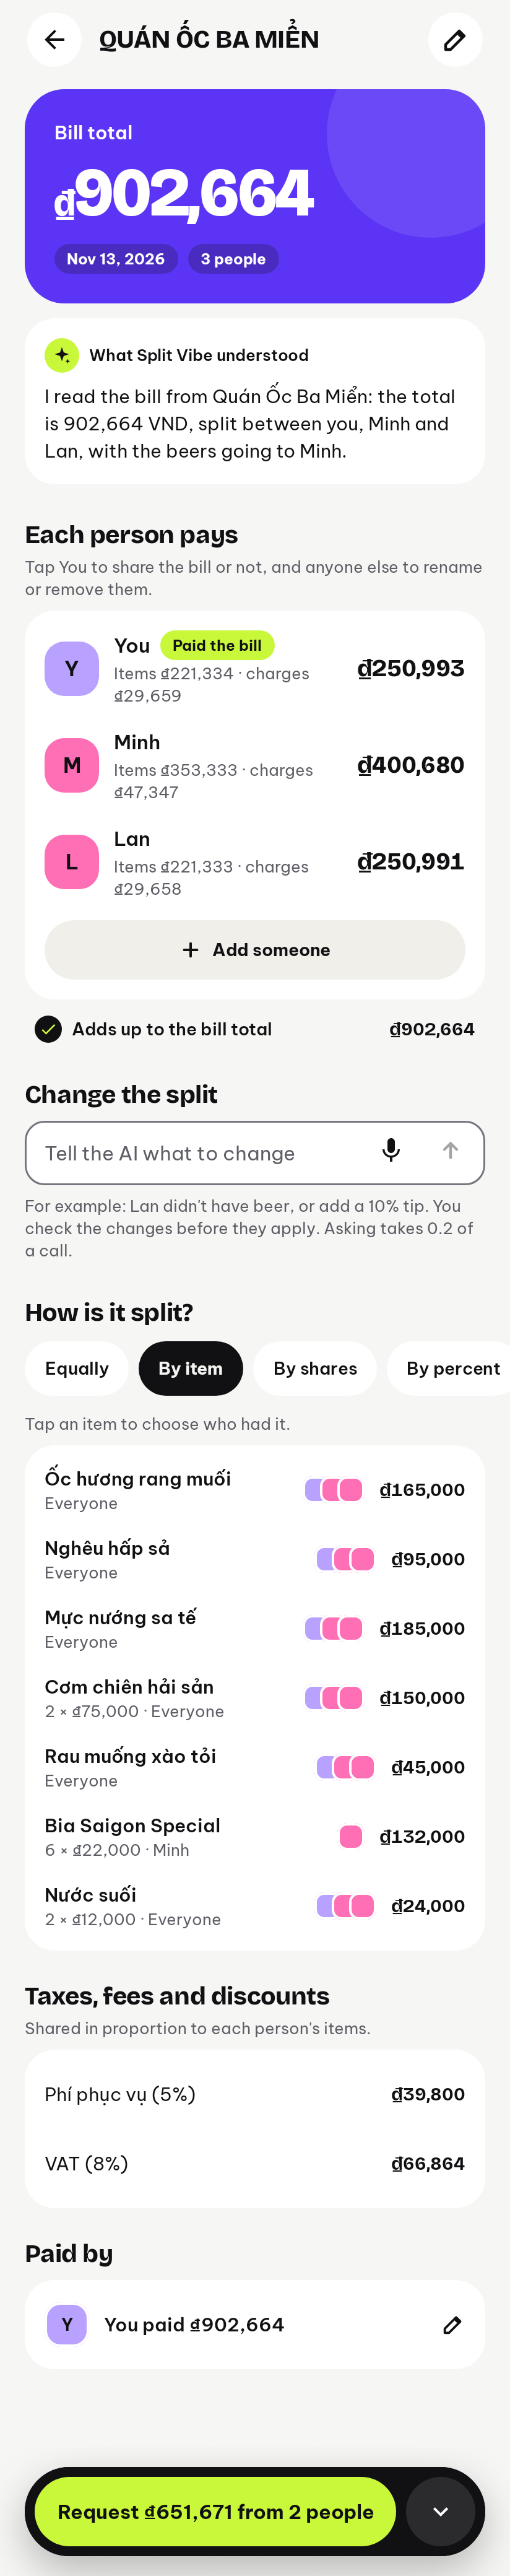 QUÁN ỐC BA MIỀN
Bill total
₫902,664
Nov 13, 2026
3 people
What Split Vibe understood
I read the bill from Quán Ốc Ba Miển: the total
is 902,664 VND, split between you, Minh and
Lan, with the beers going to Minh.
Each person pays
Tap You to share the bill or not, and anyone else to rename
or remove them.
Y
You
Paid the bill
Items ₫221,334 · charges
₫29,659
₫250,993
M
Minh
Items ₫353,333 · charges
₫47,347
₫400,680
L
Lan
Items ₫221,333 · charges
₫29,658
₫250,991
Add someone
Adds up to the bill total
₫902,664
Change the split
Tell the AI what to change
For example: Lan didn't have beer, or add a 10% tip. You
check the changes before they apply. Asking takes 0.2 of
a call.
How is it split?
Equally
By item
By shares
By percent
Tap an item to choose who had it.
Ốc hương rang muối
Everyone
₫165,000
Nghêu hấp sả
Everyone
₫95,000
Mực nướng sa tế
Everyone
₫185,000
Cơm chiên hải sản
2 × ₫75,000 · Everyone
₫150,000
Rau muống xào tỏi
Everyone
₫45,000
Bia Saigon Special
6 × ₫22,000 · Minh
₫132,000
Nước suối
2 × ₫12,000 · Everyone
₫24,000
Taxes, fees and discounts
Shared in proportion to each person's items.
Phí phục vụ (5%)
₫39,800
VAT (8%)
₫66,864
Paid by
Y
You paid ₫902,664
Request ₫651,671 from 2 people